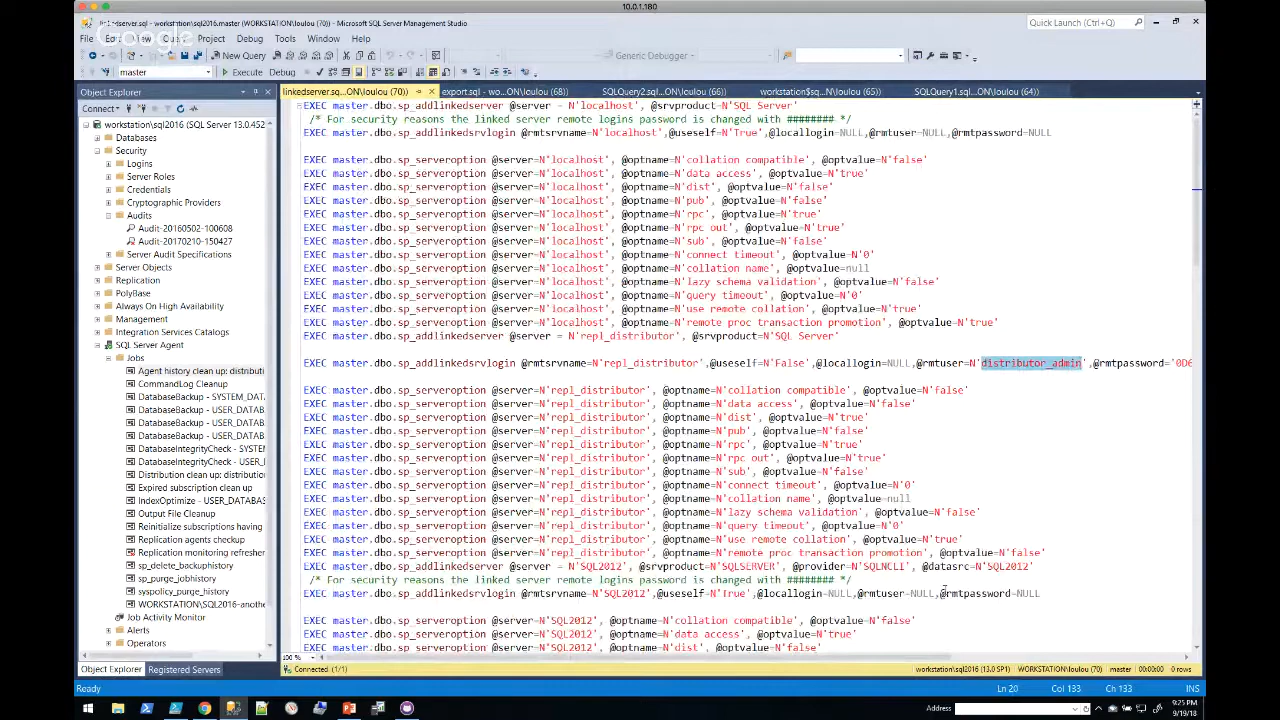 10.0.1.180
linkedserver.sql - workstation\sql2016.master (WORKSTATION\loulou (70)) - Microsoft SQL Server Management Studio
Quick Launch (Ctrl+Q)
Google
File Edit View Query Project Debug Tools Window Help
New Query
Generic Debugger
master
Execute Debug
Object Explorer
linkedserver.sq...ON\loulou (70)) export.sql - wo...ON\loulou (68)) SQLQuery2.sql...ON\loulou (66)) workstation$sq...ON\loulou (65)) SQLQuery1.sql...ON\loulou (64))
Connect
workstation\sql2016 (SQL Server 13.0.452
Databases
Security
Logins
Server Roles
Credentials
Cryptographic Providers
Audits
Audit-20160502-100608
Audit-20170210-150427
Server Audit Specifications
Server Objects
Replication
PolyBase
Always On High Availability
Management
Integration Services Catalogs
SQL Server Agent
Jobs
Agent history clean up: distributi
CommandLog Cleanup
DatabaseBackup - SYSTEM_DATA
DatabaseBackup - USER_DATAB
DatabaseBackup - USER_DATAB
DatabaseBackup - USER_DATAB
DatabaseIntegrityCheck - SYSTE
DatabaseIntegrityCheck - USER_
Distribution clean up: distributio
Expired subscription clean up
IndexOptimize - USER_DATABAS
Output File Cleanup
Reinitialize subscriptions having
Replication agents checkup
Replication monitoring refresher
sp_delete_backuphistory
sp_purge_jobhistory
syspolicy_purge_history
WORKSTATION\SQL2016-anothe
Job Activity Monitor
Alerts
Operators
Object Explorer Registered Servers
EXEC master.dbo.sp_addlinkedserver @server = N'localhost', @srvproduct=N'SQL Server'
/* For security reasons the linked server remote logins password is changed with ######## */
EXEC master.dbo.sp_addlinkedsrvlogin @rmtsrvname=N'localhost',@useself=N'True',@locallogin=NULL,@rmtuser=NULL,@rmtpassword=NULL
EXEC master.dbo.sp_serveroption @server=N'localhost', @optname=N'collation compatible', @optvalue=N'false'
EXEC master.dbo.sp_serveroption @server=N'localhost', @optname=N'data access', @optvalue=N'true'
EXEC master.dbo.sp_serveroption @server=N'localhost', @optname=N'dist', @optvalue=N'false'
EXEC master.dbo.sp_serveroption @server=N'localhost', @optname=N'pub', @optvalue=N'false'
EXEC master.dbo.sp_serveroption @server=N'localhost', @optname=N'rpc', @optvalue=N'true'
EXEC master.dbo.sp_serveroption @server=N'localhost', @optname=N'rpc out', @optvalue=N'true'
EXEC master.dbo.sp_serveroption @server=N'localhost', @optname=N'sub', @optvalue=N'false'
EXEC master.dbo.sp_serveroption @server=N'localhost', @optname=N'connect timeout', @optvalue=N'0'
EXEC master.dbo.sp_serveroption @server=N'localhost', @optname=N'collation name', @optvalue=null
EXEC master.dbo.sp_serveroption @server=N'localhost', @optname=N'lazy schema validation', @optvalue=N'false'
EXEC master.dbo.sp_serveroption @server=N'localhost', @optname=N'query timeout', @optvalue=N'0'
EXEC master.dbo.sp_serveroption @server=N'localhost', @optname=N'use remote collation', @optvalue=N'true'
EXEC master.dbo.sp_serveroption @server=N'localhost', @optname=N'remote proc transaction promotion', @optvalue=N'true'
EXEC master.dbo.sp_addlinkedserver @server = N'repl_distributor', @srvproduct=N'SQL Server'
EXEC master.dbo.sp_addlinkedsrvlogin @rmtsrvname=N'repl_distributor',@useself=N'False',@locallogin=NULL,@rmtuser=N'distributor_admin',@rmtpassword='0D6
EXEC master.dbo.sp_serveroption @server=N'repl_distributor', @optname=N'collation compatible', @optvalue=N'false'
EXEC master.dbo.sp_serveroption @server=N'repl_distributor', @optname=N'data access', @optvalue=N'false'
EXEC master.dbo.sp_serveroption @server=N'repl_distributor', @optname=N'dist', @optvalue=N'true'
EXEC master.dbo.sp_serveroption @server=N'repl_distributor', @optname=N'pub', @optvalue=N'false'
EXEC master.dbo.sp_serveroption @server=N'repl_distributor', @optname=N'rpc', @optvalue=N'true'
EXEC master.dbo.sp_serveroption @server=N'repl_distributor', @optname=N'rpc out', @optvalue=N'true'
EXEC master.dbo.sp_serveroption @server=N'repl_distributor', @optname=N'sub', @optvalue=N'false'
EXEC master.dbo.sp_serveroption @server=N'repl_distributor', @optname=N'connect timeout', @optvalue=N'0'
EXEC master.dbo.sp_serveroption @server=N'repl_distributor', @optname=N'collation name', @optvalue=null
EXEC master.dbo.sp_serveroption @server=N'repl_distributor', @optname=N'lazy schema validation', @optvalue=N'false'
EXEC master.dbo.sp_serveroption @server=N'repl_distributor', @optname=N'query timeout', @optvalue=N'0'
EXEC master.dbo.sp_serveroption @server=N'repl_distributor', @optname=N'use remote collation', @optvalue=N'true'
EXEC master.dbo.sp_serveroption @server=N'repl_distributor', @optname=N'remote proc transaction promotion', @optvalue=N'false'
EXEC master.dbo.sp_addlinkedserver @server = N'SQL2012', @srvproduct=N'SQLSERVER', @provider=N'SQLNCLI', @datasrc=N'SQL2012'
/* For security reasons the linked server remote logins password is changed with ######## */
EXEC master.dbo.sp_addlinkedsrvlogin @rmtsrvname=N'SQL2012',@useself=N'True',@locallogin=NULL,@rmtuser=NULL,@rmtpassword=NULL
EXEC master.dbo.sp_serveroption @server=N'SQL2012', @optname=N'collation compatible', @optvalue=N'false'
EXEC master.dbo.sp_serveroption @server=N'SQL2012', @optname=N'data access', @optvalue=N'true'
EXEC master.dbo.sp_serveroption @server=N'SQL2012', @optname=N'dist', @optvalue=N'false'
100 %
Connected (1/1) workstation\sql2016 (13.0 SP1) WORKSTATION\loulou (70) master 00:00:00 0 rows
Ready Ln 20 Col 133 Ch 133 INS
Address
9:25 PM
9/19/18